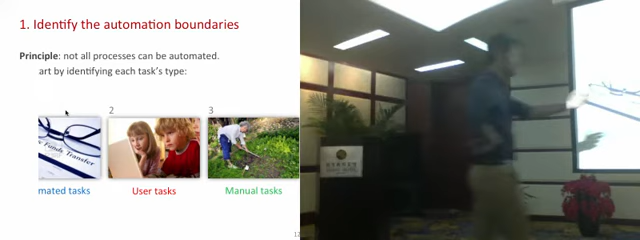 1. Identify the automation boundaries
Principle: not all processes can be automated.
art by identifying each task's type:
2
3
Funds Transfer
mated tasks
User tasks
Manual tasks
12